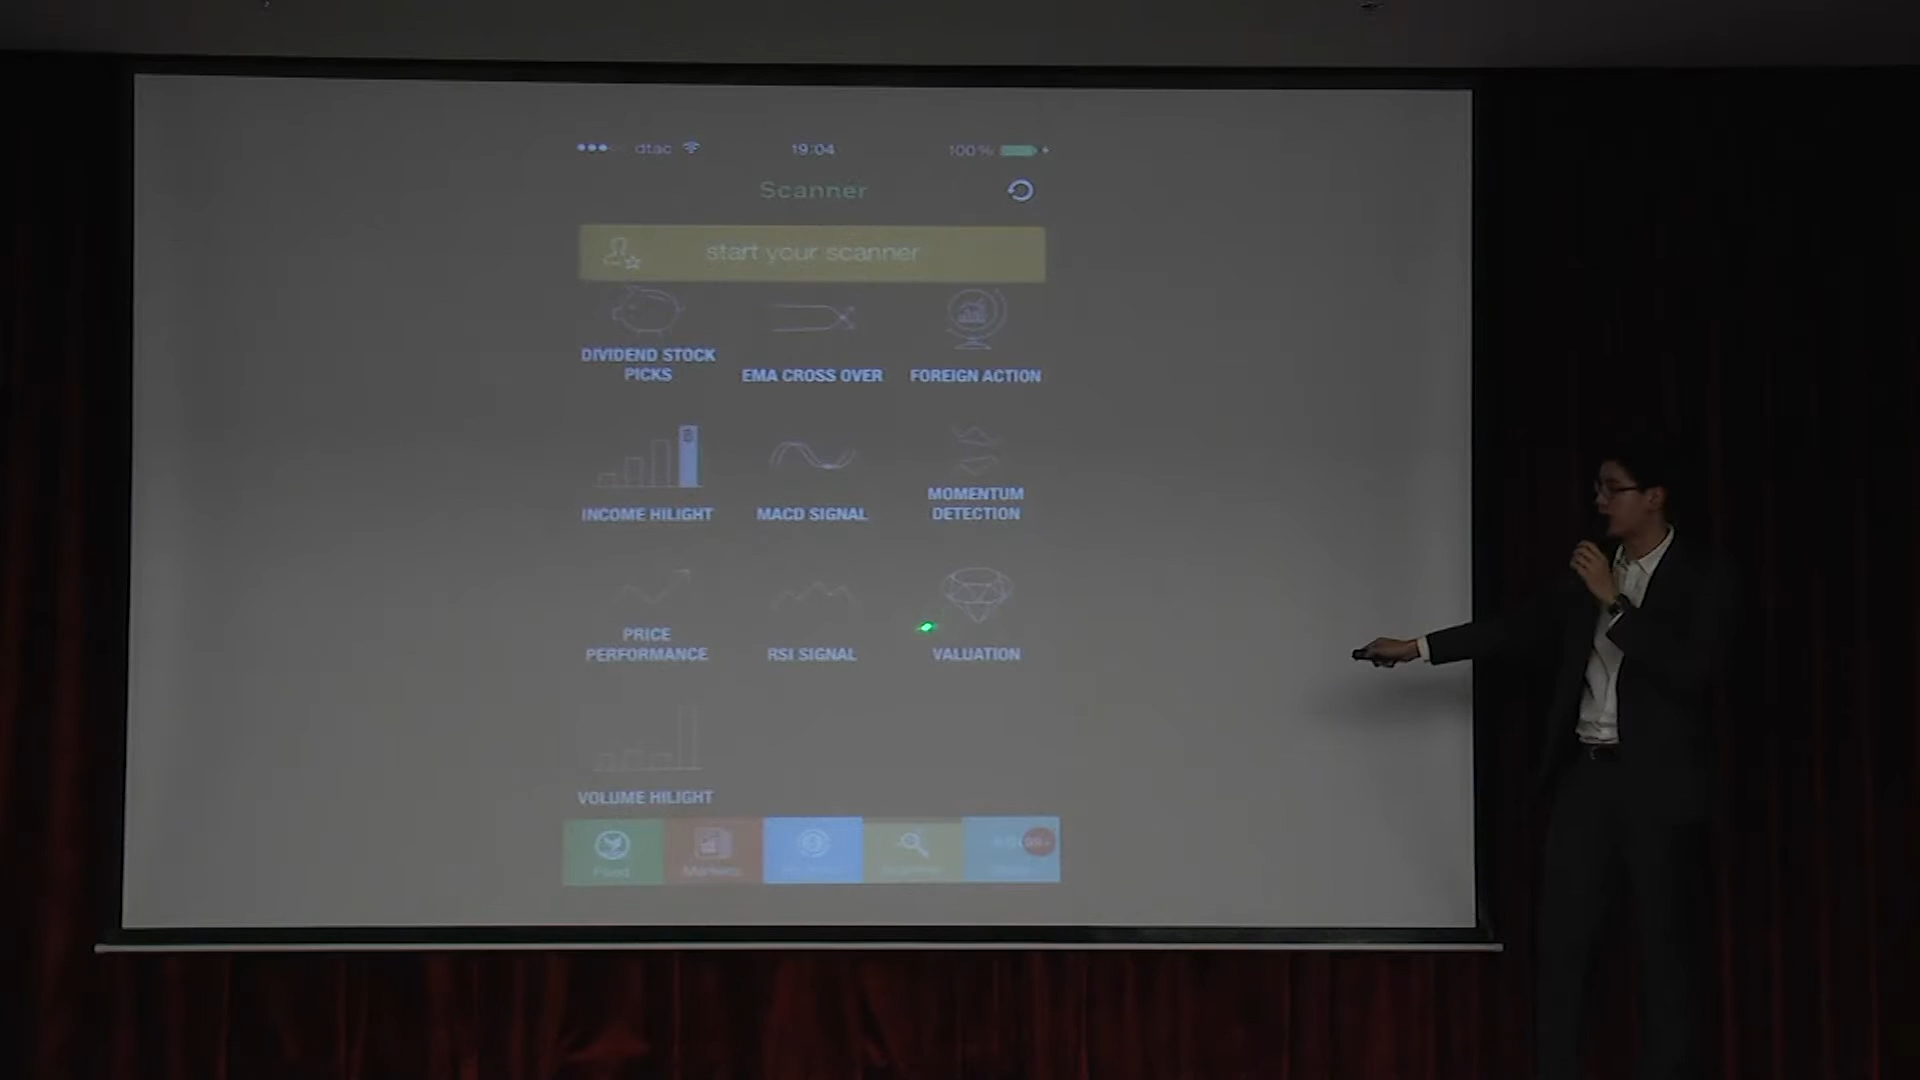 dtac 19:04 100%
Scanner
start your scanner
DIVIDEND STOCK
PICKS
EMA CROSS OVER
FOREIGN ACTION
INCOME HILIGHT
MACD SIGNAL
MOMENTUM
DETECTION
PRICE
PERFORMANCE
RSI SIGNAL
VALUATION
VOLUME HILIGHT
Markets